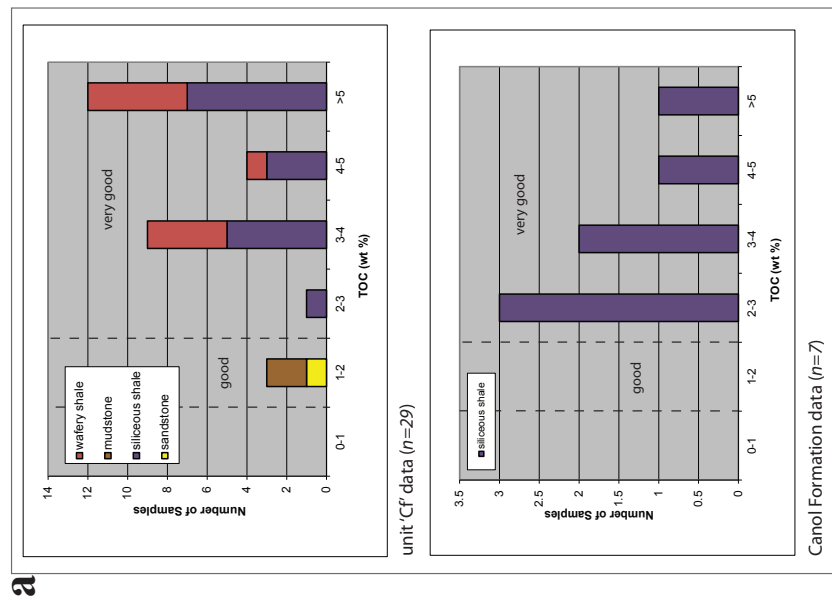 a
14
12
10
8
6
4
2
0
Number of Samples
wafery shale
mudstone
siliceous shale
sandstone
good
very good
0-1
1-2
2-3
3-4
4-5
>5
TOC (wt %)
unit 'Cf' data (n=29)
3.5
3
2.5
2
1.5
1
0.5
0
Number of Samples
siliceous shale
good
very good
0-1
1-2
2-3
3-4
4-5
>5
TOC (wt %)
Canol Formation data (n=7)